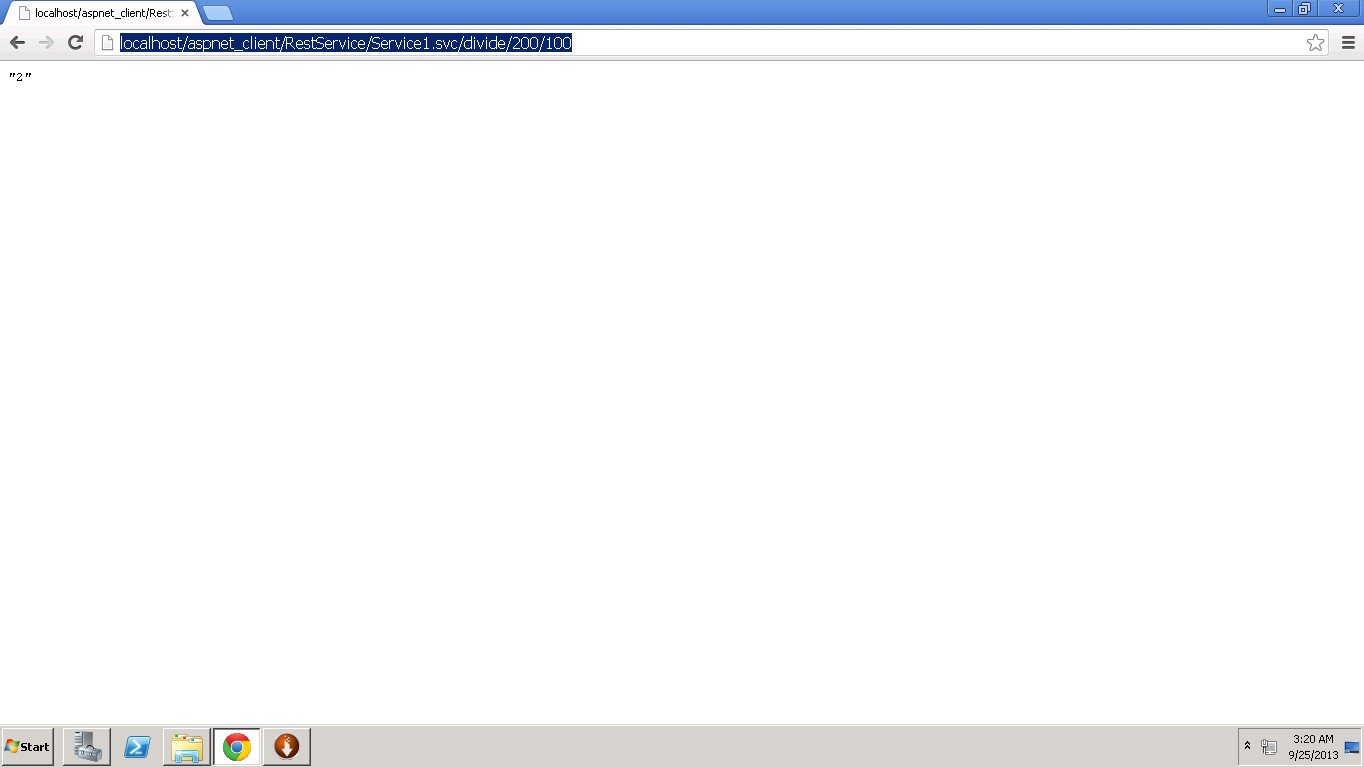 localhost/aspnet_client/Rest
localhost/aspnet_client/RestService/Service1.svc/divide/200/100
"2"
Start
3:20 AM
9/25/2013